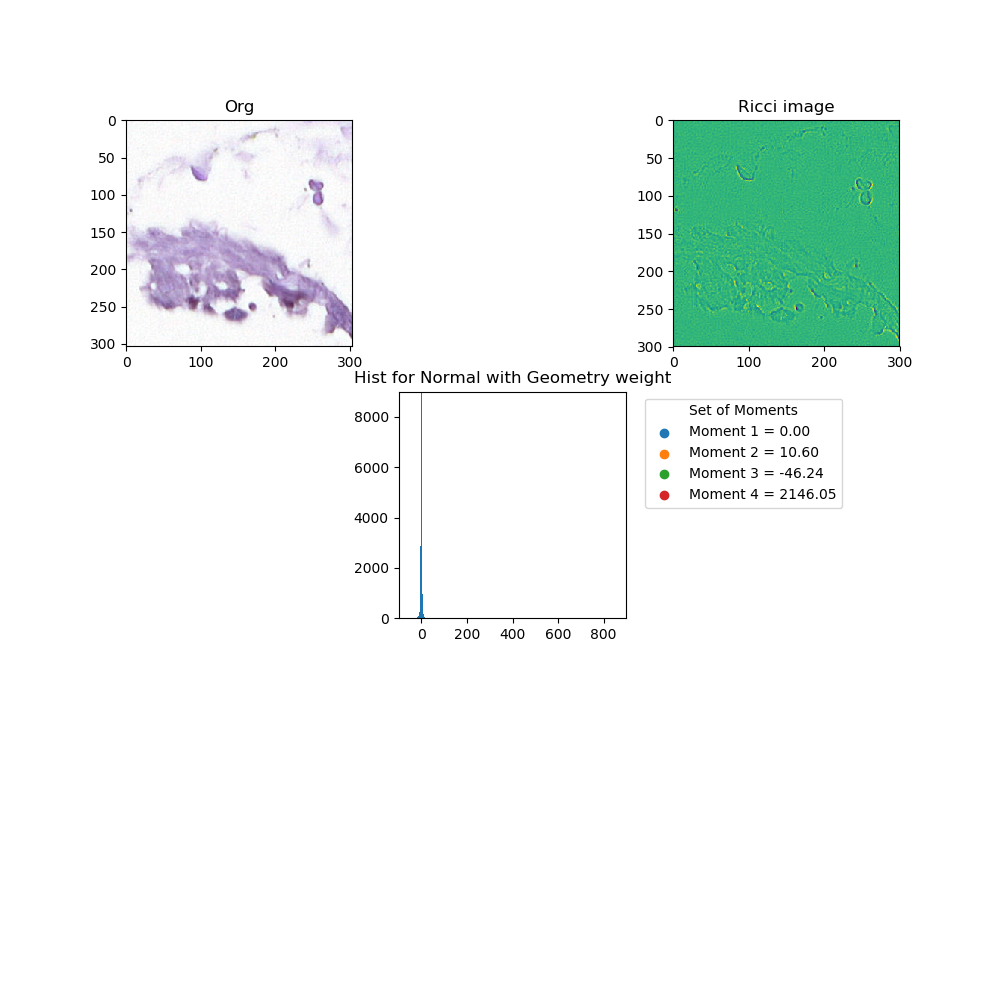 Org
0
50
100
150
200
250
300
0 100 200 300
Ricci image
0
50
100
150
200
250
300
0 100 200 300
Hist for Normal with Geometry weight
8000
6000
4000
2000
0
0 200 400 600 800
Set of Moments
Moment 1 = 0.00
Moment 2 = 10.60
Moment 3 = -46.24
Moment 4 = 2146.05